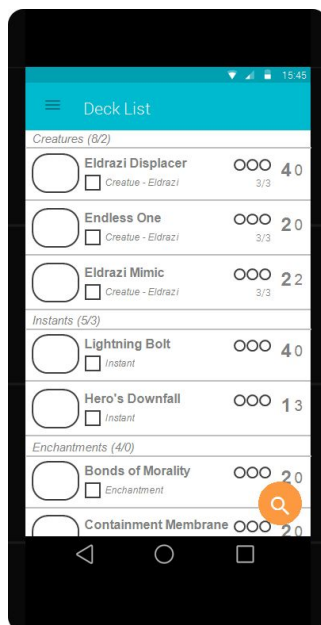 15:45
Deck List
Creatures (8/2)
Eldrazi Displacer 4 0
Creatue - Eldrazi 3/3
Endless One 2 0
Creatue - Eldrazi 3/3
Eldrazi Mimic 2 2
Creatue - Eldrazi 3/3
Instants (5/3)
Lightning Bolt 4 0
Instant
Hero's Downfall 1 3
Instant
Enchantments (4/0)
Bonds of Morality 2 0
Enchantment
Containment Membrane 2 0